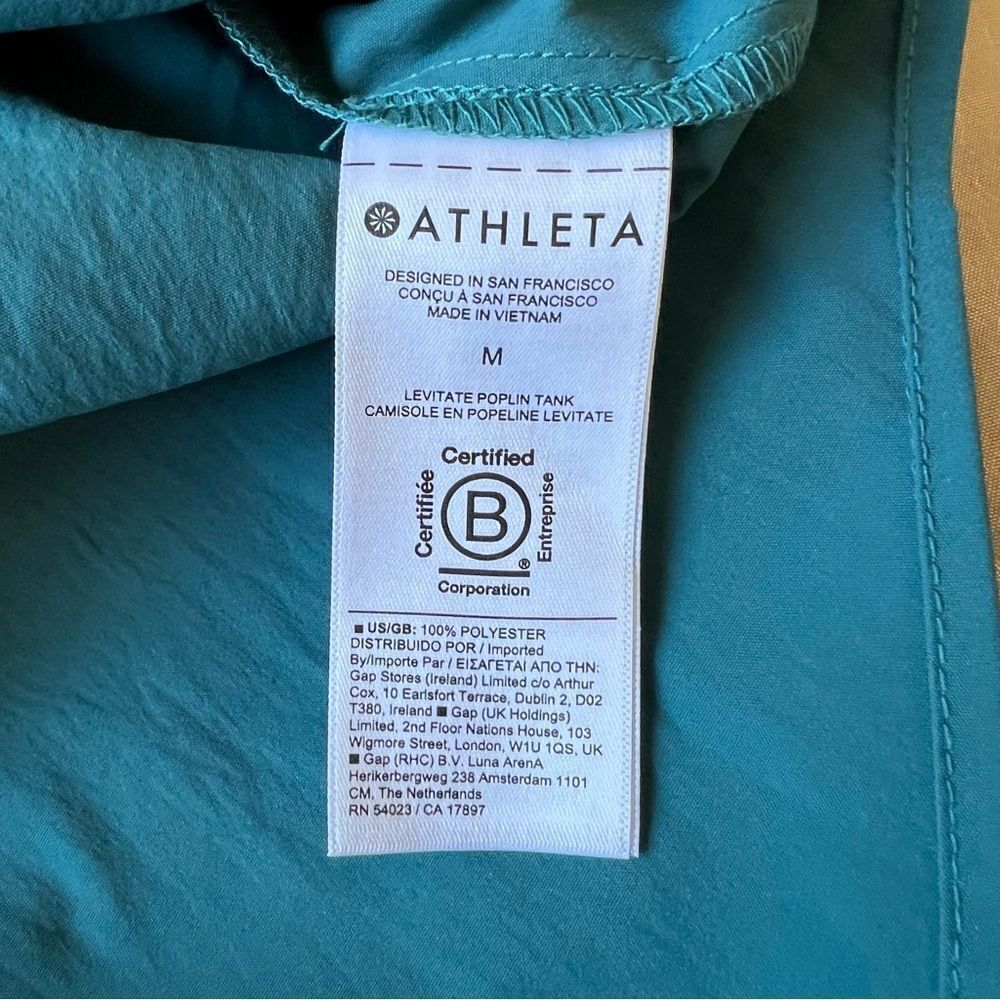 ATHLETA
DESIGNED IN SAN FRANCISCO
CONÇU À SAN FRANCISCO
MADE IN VIETNAM
M
LEVITATE POPLIN TANK
CAMISOLE EN POPELINE LEVITATE
Certified
Certifiée
B
Entreprise
®
Corporation
■ US/GB: 100% POLYESTER
DISTRIBUIDO POR / Imported
By/Importe Par / ΕΙΣΑΓΕΤΑΙ ΑΠΟ ΤΗΝ:
Gap Stores (Ireland) Limited c/o Arthur
Cox, 10 Earlsfort Terrace, Dublin 2, D02
T380, Ireland ■ Gap (UK Holdings)
Limited, 2nd Floor Nations House, 103
Wigmore Street, London, W1U 1QS, UK
■ Gap (RHC) B.V. Luna ArenA
Herikerbergweg 238 Amsterdam 1101
CM, The Netherlands
RN 54023 / CA 17897